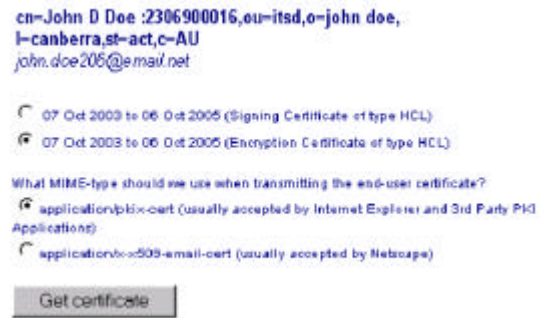 cn=John D Doe :2306900016,ou=itsd,o=john doe,
l=canberra,st=act,c=AU
john.doe205@email.net
07 Oct 2003 to 06 Oct 2005 (Signing Certificate of type HCL)
07 Oct 2003 to 06 Oct 2005 (Encryption Certificate of type HCL)
What MIME-type should we use when transmitting the end-user certificate?
application/pkix-cert (usually accepted by Internet Explorer and 3rd Party PKI
Applications)
application/x-x509-email-cert (usually accepted by Netscape)
Get certificate